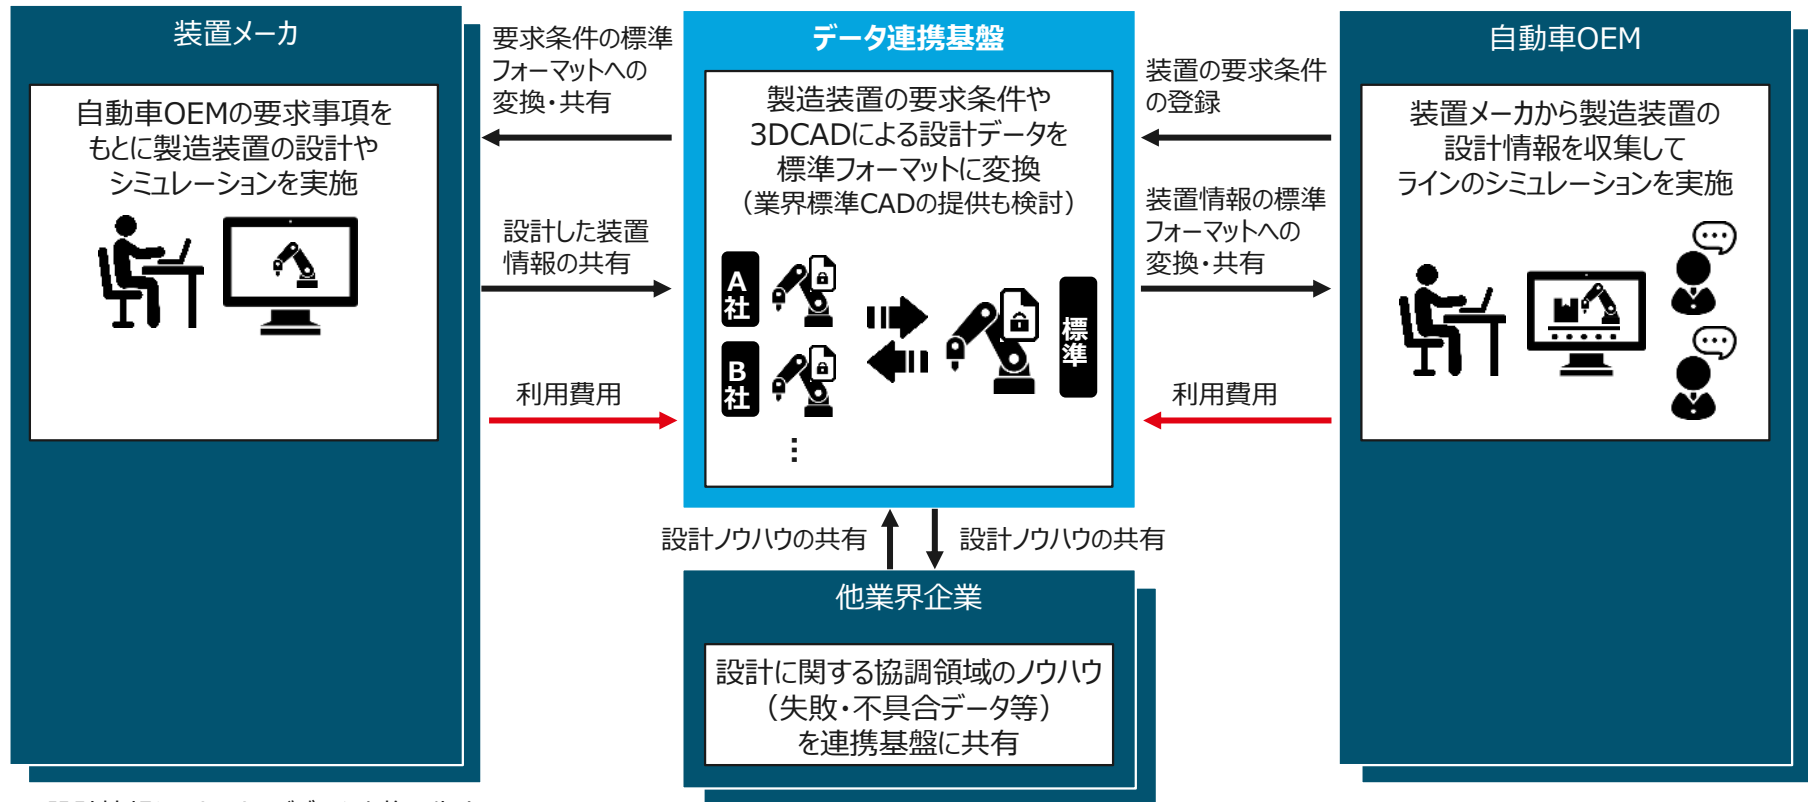 装置メーカ
自動車OEMの要求事項を
もとに製造装置の設計や
シミュレーションを実施
要求条件の標準
フォーマットへの
変換・共有
設計した装置
情報の共有
利用費用
データ連携基盤
製造装置の要求条件や
3DCADによる設計データを
標準フォーマットに変換
（業界標準CADの提供も検討）
A社
B社
⋮
標準
装置の要求条件
の登録
装置情報の標準
フォーマットへの
変換・共有
利用費用
自動車OEM
装置メーカから製造装置の
設計情報を収集して
ラインのシミュレーションを実施
設計ノウハウの共有
設計ノウハウの共有
他業界企業
設計に関する協調領域のノウハウ
（失敗・不具合データ等）
を連携基盤に共有